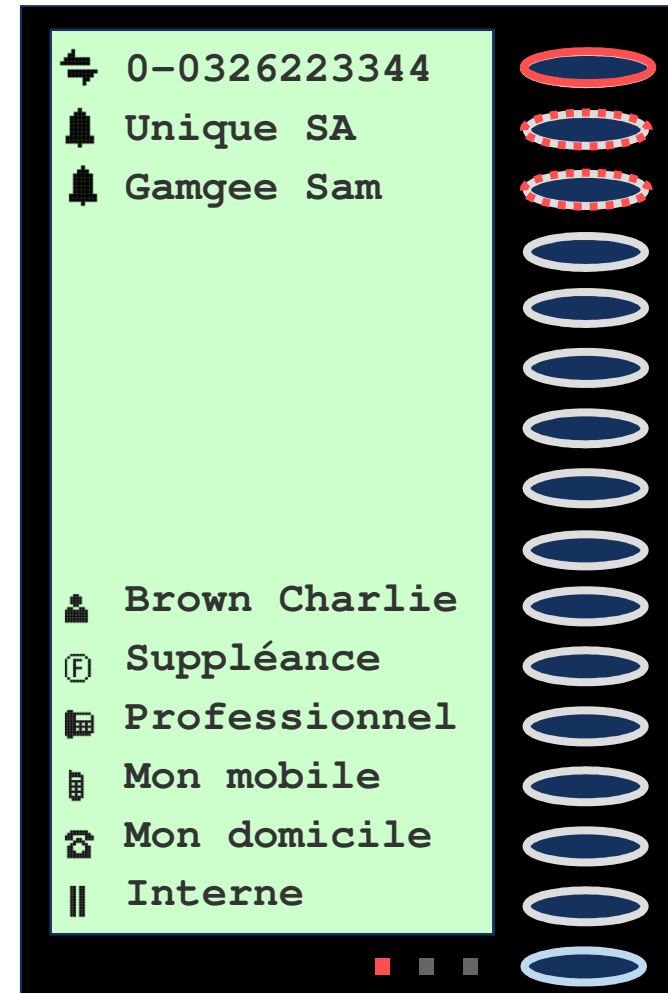 0-0326223344
Unique SA
Gamgee Sam
Brown Charlie
Suppléance
Professionnel
Mon mobile
Mon domicile
Interne